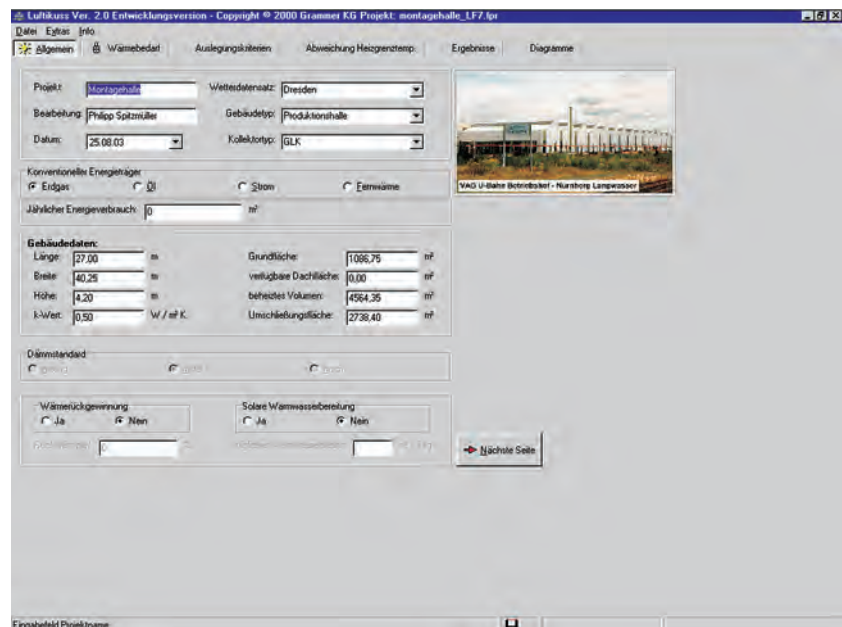 Luftikuss Ver. 2.0 Entwicklungsversion - Copyright © 2000 Grammer KG Projekt: montagehalle_LF7.fpr
Datei Extras Info
Allgemein Wärmebedarf Auslegungskriterien Abweichung Heizgrenztemp. Ergebnisse Diagramme
Projekt: Montagehalle Wetterdatensatz: Dresden
Bearbeitung: Philipp Spitzmüller Gebäudetyp: Produktionshalle
Datum: 25.08.03 Kollektortyp: GLK
VAG U-Bahn Betriebshof - Nürnberg Langwasser
Konventioneller Energieträger
Erdgas Öl Strom Fernwärme
Jährlicher Energieverbrauch: 0 m³
Gebäudedaten:
Länge: 27,00 m Grundfläche: 1086,75 m²
Breite: 40,25 m verfügbare Dachfläche: 0,00 m²
Höhe: 4,20 m beheiztes Volumen: 4564,35 m³
k-Wert: 0,50 W / m² K Umschließungsfläche: 2738,40 m²
Dämmstandard
Wärmerückgewinnung Solare Warmwasserbereitung
Ja Nein Ja Nein
0
Nächste Seite
Eingabefeld Projektname